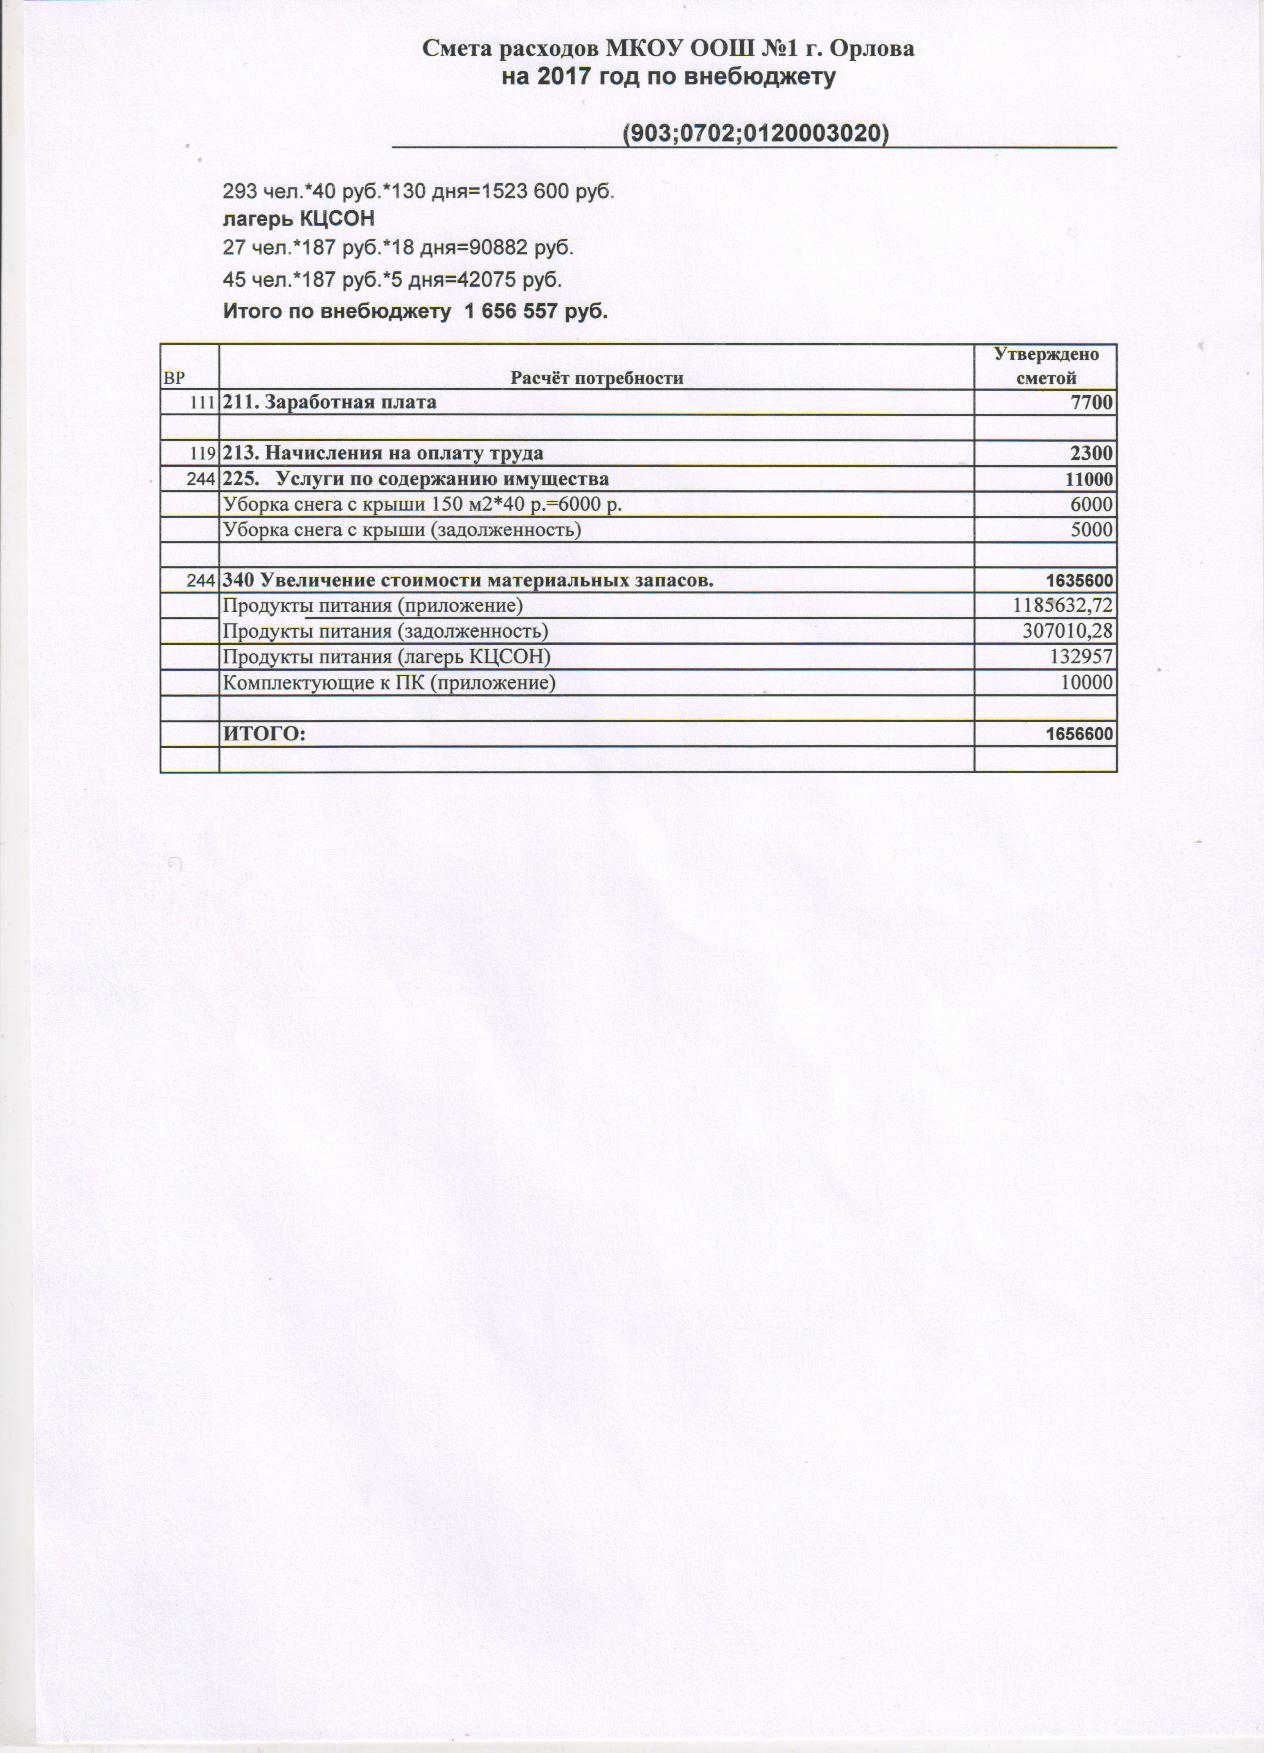 Смета расходов МКОУ ООШ №1 г. Орлова
на 2017 год по внебюджету
(903;0702;0120003020)
293 чел.*40 руб.*130 дня=1523 600 руб.
лагерь КЦСОН
27 чел.*187 руб.*18 дня=90882 руб.
45 чел.*187 руб.*5 дня=42075 руб.
Итого по внебюджету 1 656 557 руб.
ВР Расчёт потребности Утверждено сметой
111 211. Заработная плата 7700
119 213. Начисления на оплату труда 2300
244 225. Услуги по содержанию имущества 11000
Уборка снега с крыши 150 м2*40 р.=6000 р. 6000
Уборка снега с крыши (задолженность) 5000
244 340 Увеличение стоимости материальных запасов. 1635600
Продукты питания (приложение) 1185632,72
Продукты питания (задолженность) 307010,28
Продукты питания (лагерь КЦСОН) 132957
Комплектующие к ПК (приложение) 10000
ИТОГО: 1656600